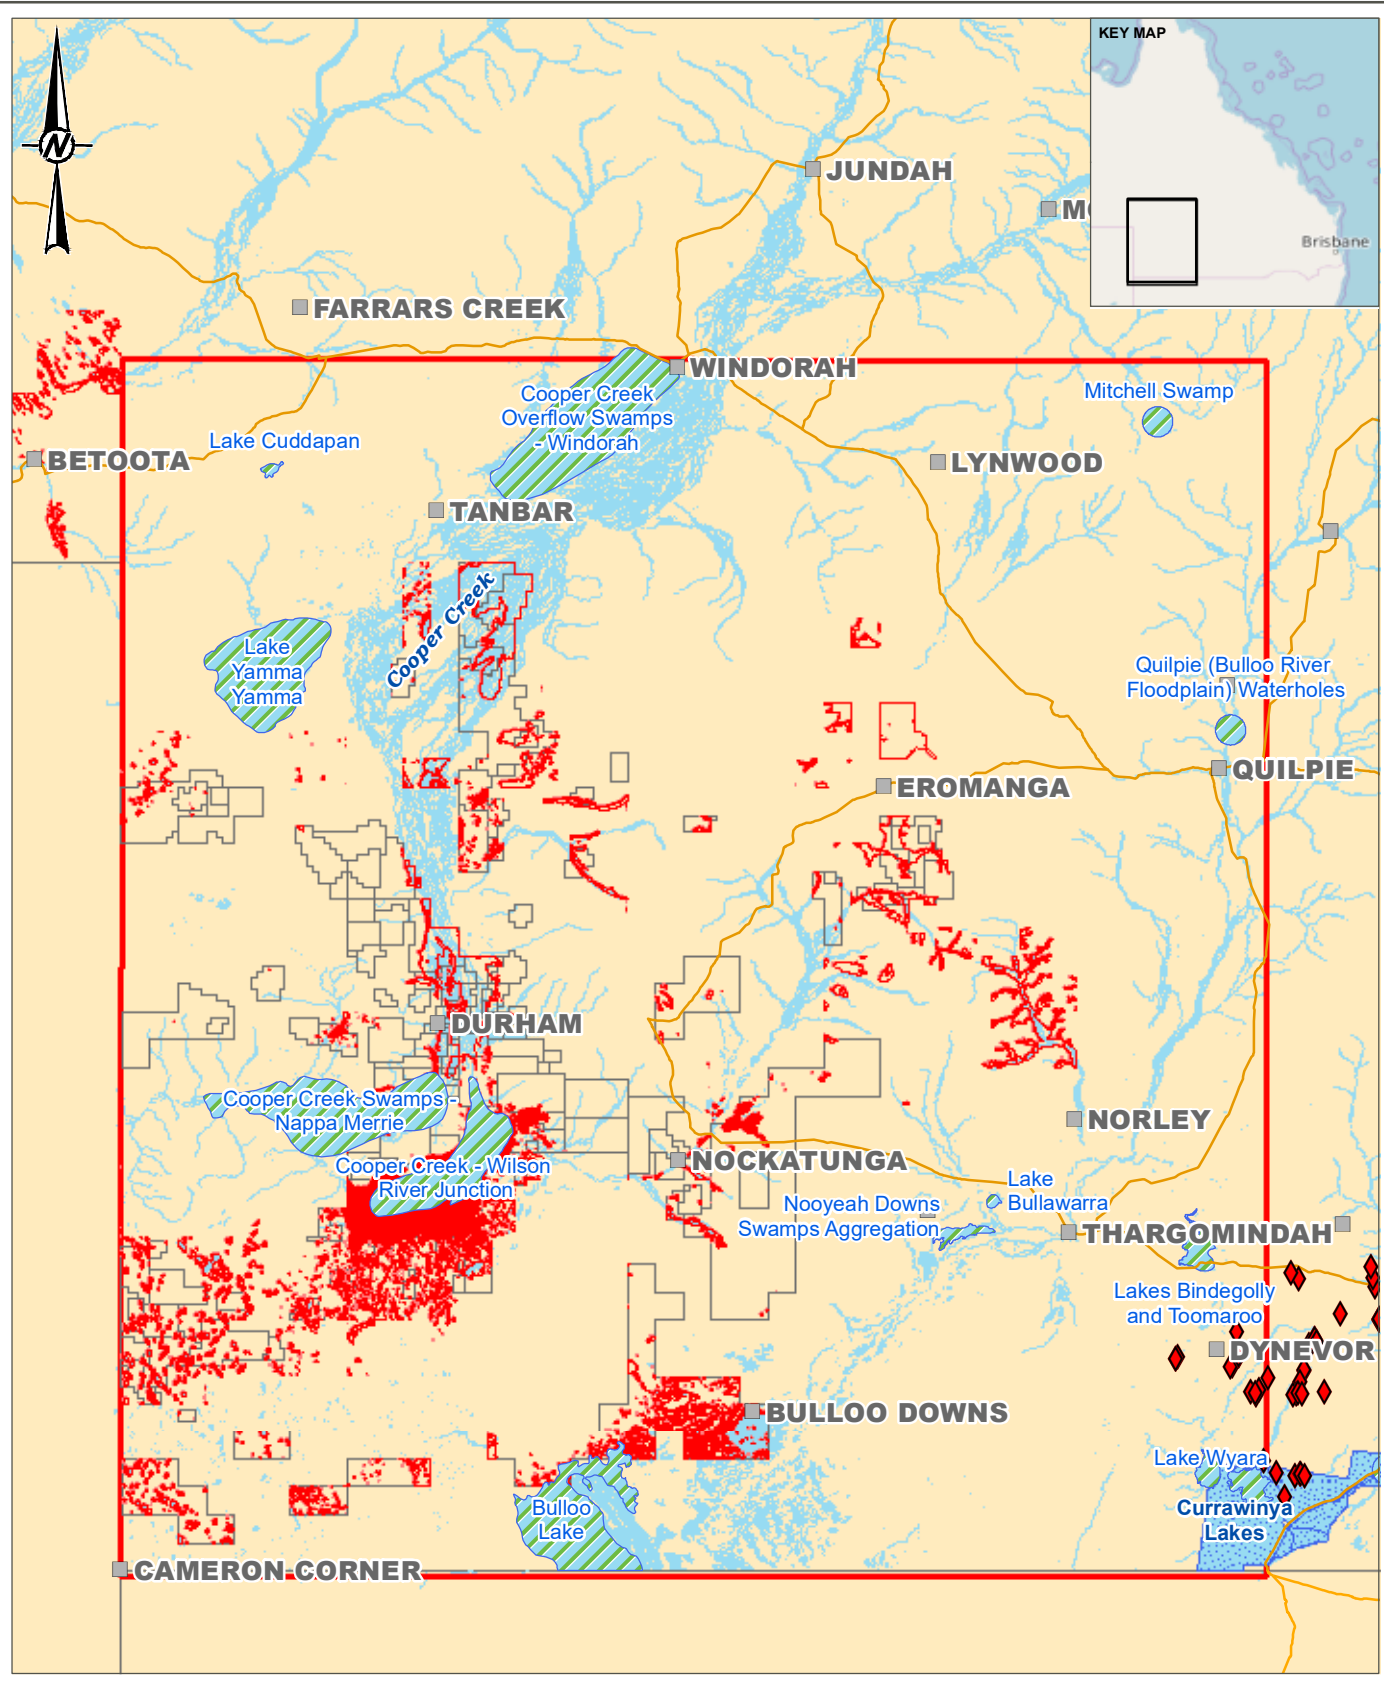 KEY MAP
N
JUNDAH
Brisbane
FARRARS CREEK
WINDORAH
Cooper Creek
Overflow Swamps
- Windorah
Mitchell Swamp
Lake Cuddapan
BETOOTA
LYNWOOD
TANBAR
Cooper Creek
Lake
Yamma
Yamma
Quilpie (Bulloo River
Floodplain) Waterholes
QUILPIE
EROMANGA
DURHAM
Cooper Creek Swamps -
Nappa Merrie
NORLEY
Cooper Creek - Wilson
River Junction
NOCKATUNGA
Lake
Bullawarra
Nooyeah Downs
Swamps Aggregation
THARGOMINDAH
Lakes Bindegolly
and Toomaroo
DYNEVOR
BULLOO DOWNS
Lake Wyara
Currawinya
Lakes
Bulloo
Lake
CAMERON CORNER